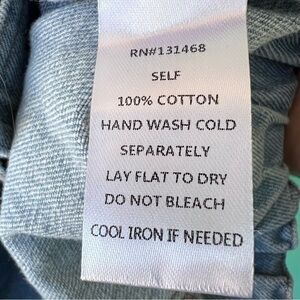 RN#131468
SELF
100% COTTON
HAND WASH COLD
SEPARATELY
LAY FLAT TO DRY
DO NOT BLEACH
COOL IRON IF NEEDED